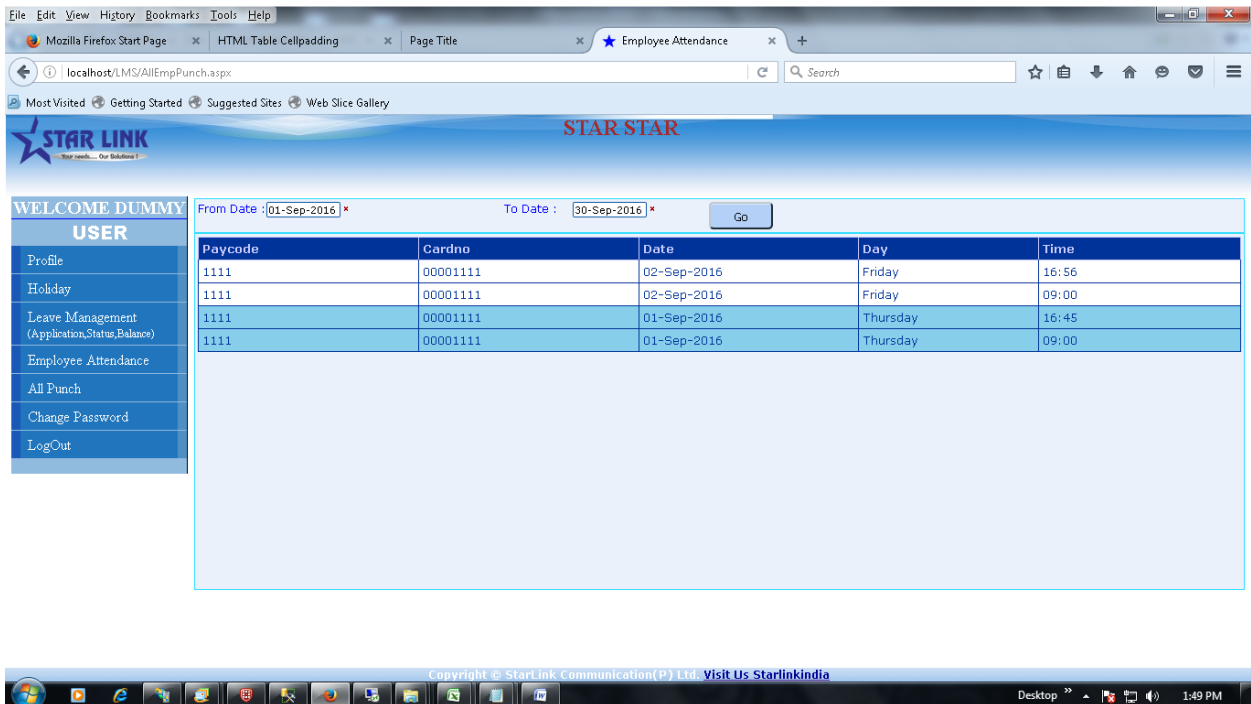 File Edit View History Bookmarks Tools Help
Mozilla Firefox Start Page × HTML Table Cellpadding × Page Title × Employee Attendance × +
localhost/LMS/AllEmpPunch.aspx Search
Most Visited Getting Started Suggested Sites Web Slice Gallery
STAR LINK
Your needs.... Our Solutions !
STAR STAR
WELCOME DUMMY
USER
Profile
Holiday
Leave Management
(Application,Status,Balance)
Employee Attendance
All Punch
Change Password
LogOut
From Date : 01-Sep-2016 * To Date : 30-Sep-2016 * Go
Paycode Cardno Date Day Time
1111 00001111 02-Sep-2016 Friday 16:56
1111 00001111 02-Sep-2016 Friday 09:00
1111 00001111 01-Sep-2016 Thursday 16:45
1111 00001111 01-Sep-2016 Thursday 09:00
Copyright © StarLink Communication(P) Ltd. Visit Us Starlinkindia
Desktop » 1:49 PM